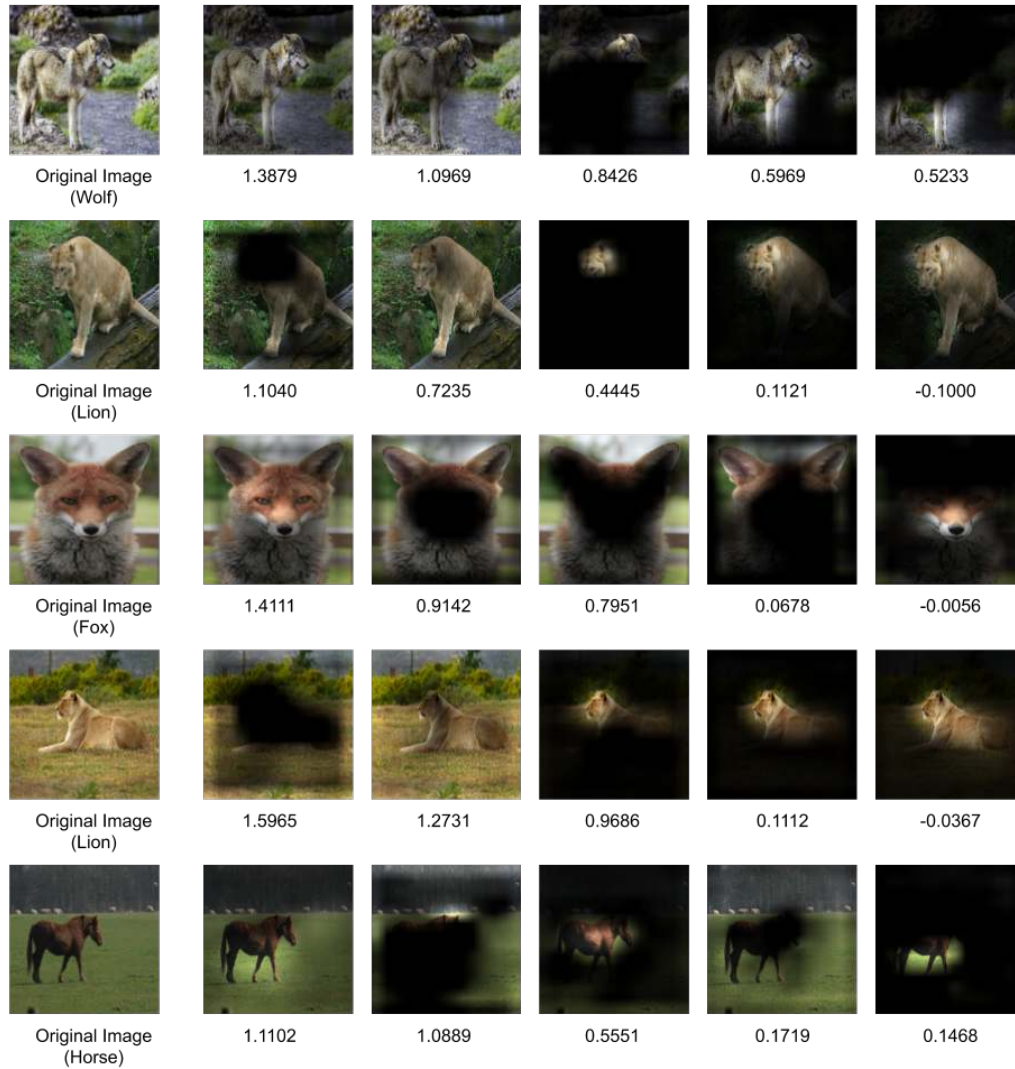 Original Image 1.3879 1.0969 0.8426 0.5969 0.5233
(Wolf)
Original Image 1.1040 0.7235 0.4445 0.1121 -0.1000
(Lion)
Original Image 1.4111 0.9142 0.7951 0.0678 -0.0056
(Fox)
Original Image 1.5965 1.2731 0.9686 0.1112 -0.0367
(Lion)
Original Image 1.1102 1.0889 0.5551 0.1719 0.1468
(Horse)